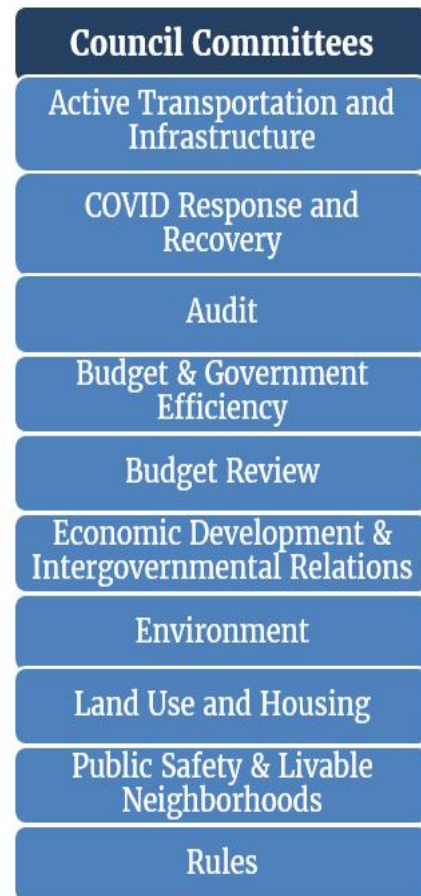 Council Committees
Active Transportation and
Infrastructure
COVID Response and
Recovery
Audit
Budget & Government
Efficiency
Budget Review
Economic Development &
Intergovernmental Relations
Environment
Land Use and Housing
Public Safety & Livable
Neighborhoods
Rules